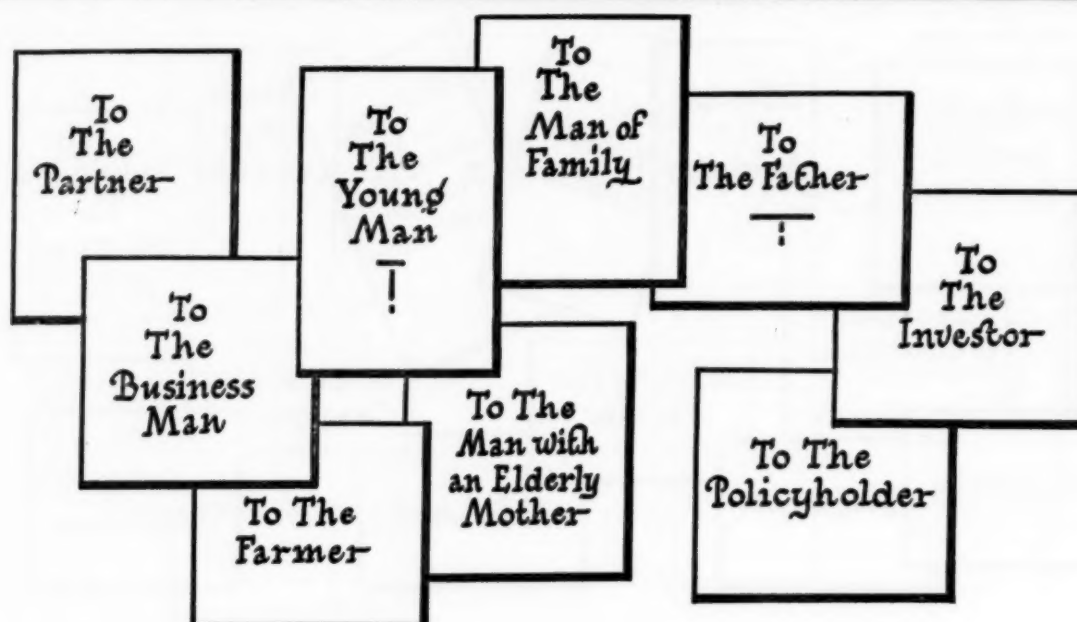 To
The
Partner
To
The
Young
Man
To
The
Man of
Family
To
The Father
To
The
Investor
To
The
Business
Man
To The
Man with
an Elderly
Mother
To The
Policyholder
To The
Farmer